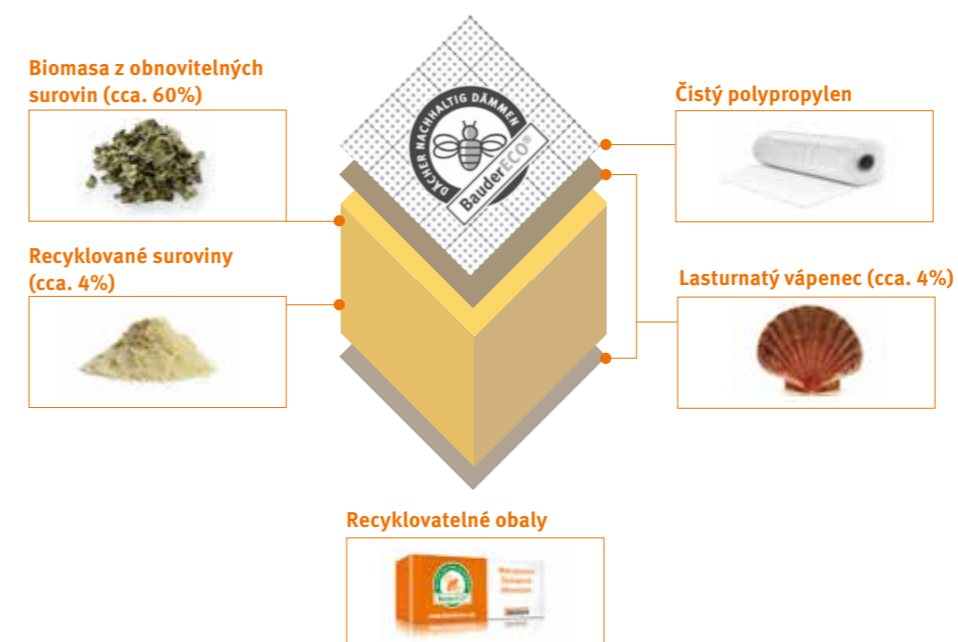 Biomasa z obnovitelných
surovin (cca. 60%)
Čistý polypropylen
DÄCHER NACHHALTIG DÄMMEN
BauderECO®
Recyklované suroviny
(cca. 4%)
Lasturnatý vápenec (cca. 4%)
Recyklovatelné obaly